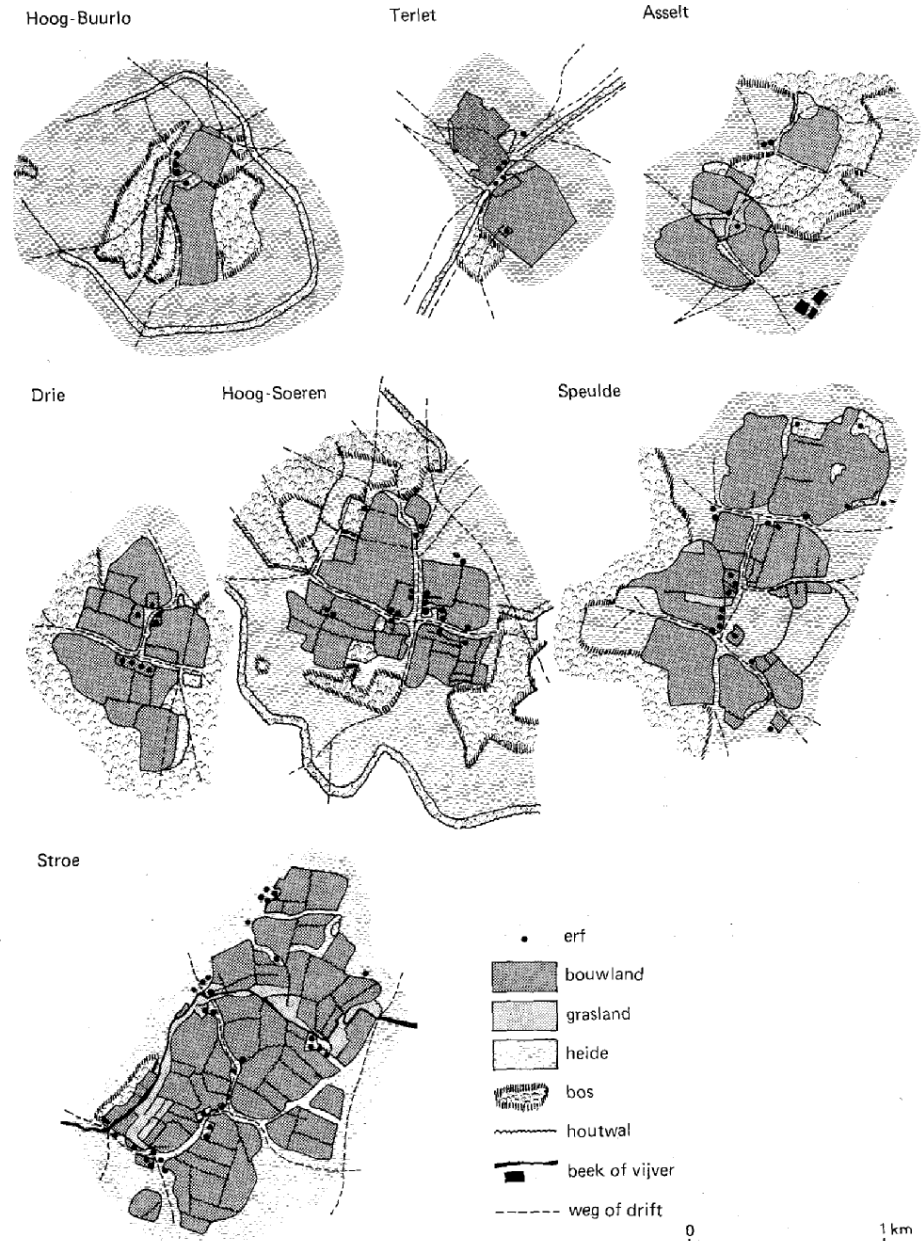 Hoog-Buurlo
Terlet
Asselt
Drie
Hoog-Soeren
Speulde
Stroe
erf
bouwland
grasland
heide
bos
houtwal
beek of vijver
weg of drift
0 1 km